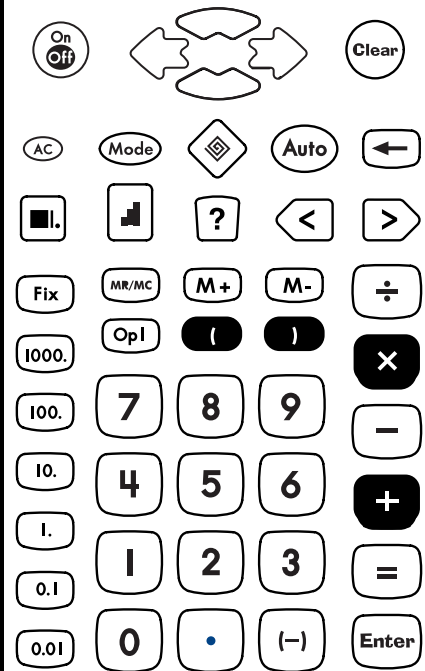 On
Off
Clear
AC Mode Auto ←
? < >
Fix MR/MC M+ M- ÷
Op1 ( )
1000. ×
7 8 9
100. −
4 5 6
10. +
1.
1 2 3 =
0.1
0 • (−) Enter
0.01